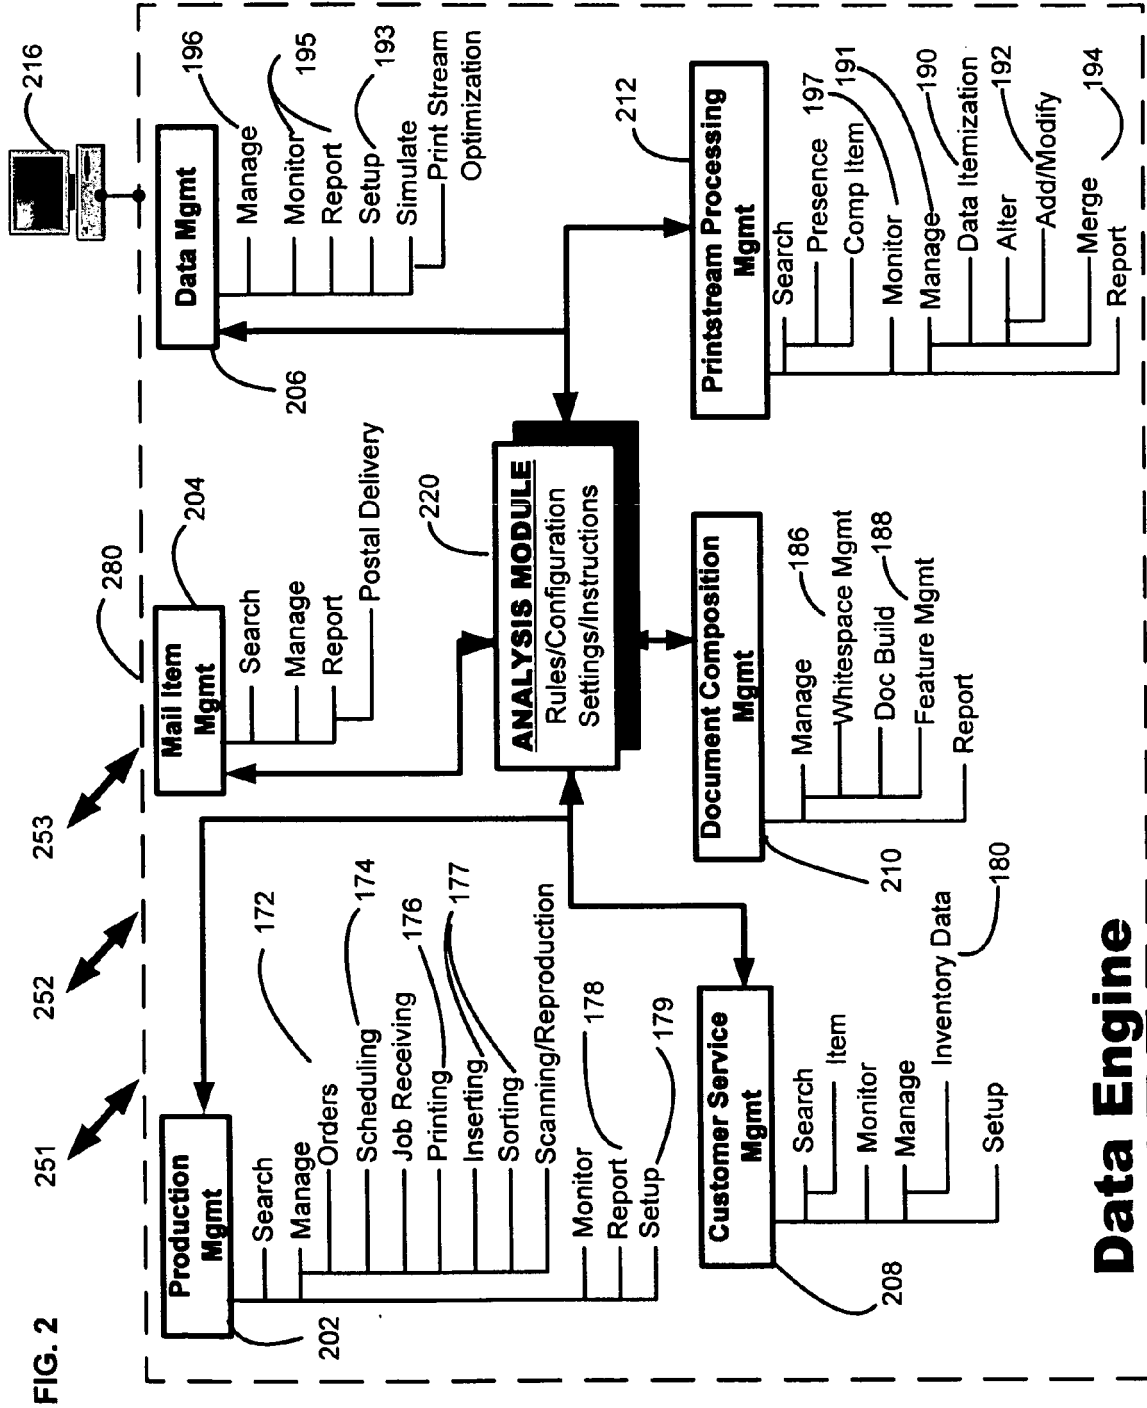 FIG. 2
251
252
253
280
216
Production
Mgmt
202
Search
Manage
Orders
172
Scheduling
174
Job Receiving
Printing
176
Inserting
177
Sorting
Scanning/Reproduction
Monitor
Report
178
Setup
179
Mail Item
Mgmt
204
Search
Manage
Report
Postal Delivery
Data Mgmt
206
Manage
196
Monitor
195
Report
Setup
193
Simulate
Print Stream
Optimization
220
ANALYSIS MODULE
Rules/Configuration
Settings/Instructions
Customer Service
Mgmt
208
Search
Item
Monitor
Manage
Inventory Data
180
Setup
Document Composition
Mgmt
210
Manage
186
Whitespace Mgmt
Doc Build
188
Feature Mgmt
Report
Printstream Processing
Mgmt
212
Search
Presence
Comp Item
197
Monitor
191
Manage
190
Data Itemization
Alter
192
Add/Modify
Merge
194
Report
Data Engine